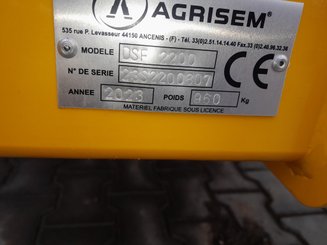 AGRISEM®
535 rue P. Levasseur 44150 ANCENIS - (F) - Tél. 33(0)2.51.14.14.40 Fax.33 (0)2.40.96.32.36
MODELE DSF 2200
N° DE SERIE
CE
ANNEE 2023 POIDS 960 Kg
MATERIEL FABRIQUE SOUS LICENCE